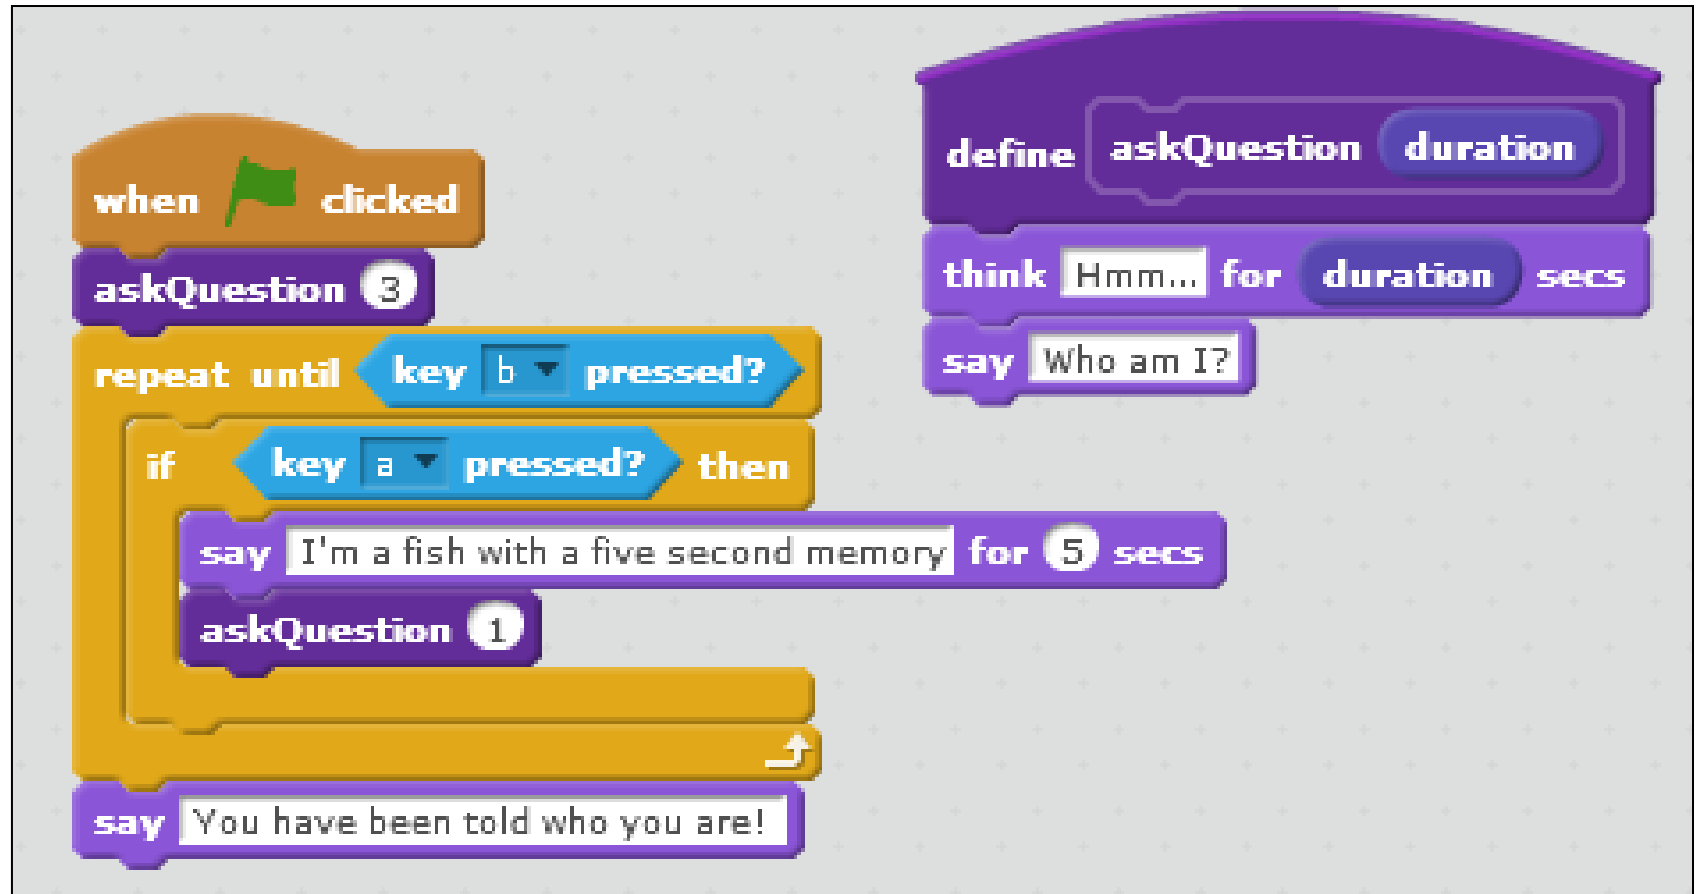 when clicked
askQuestion 3
repeat until key b pressed?
if key a pressed? then
say I'm a fish with a five second memory for 5 secs
askQuestion 1
say You have been told who you are!
define askQuestion duration
think Hmm... for duration secs
say Who am I?